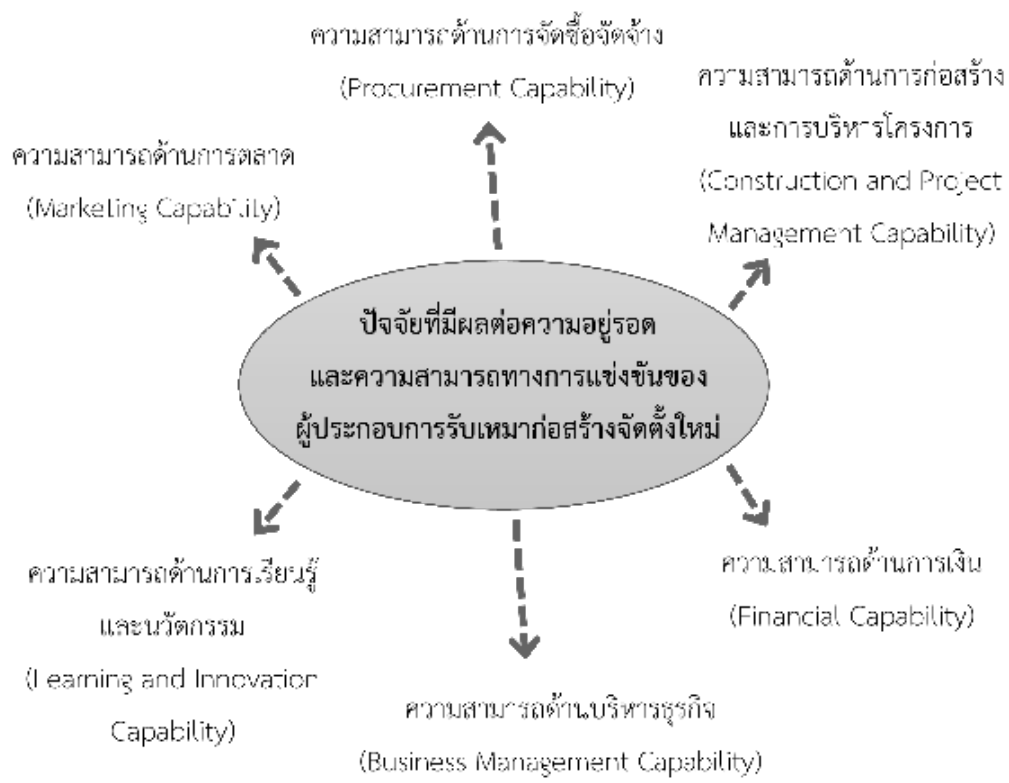 ความสามารถด้านการจัดซื้อจัดจ้าง
(Procurement Capability)
ความสามารถด้านการก่อสร้าง
และการบริหารโครงการ
(Construction and Project
Management Capability)
ความสามารถด้านการตลาด
(Marketing Capability)
ปัจจัยที่มีผลต่อความอยู่รอด
และความสามารถทางการแข่งขันของ
ผู้ประกอบการรับเหมาก่อสร้างจัดตั้งใหม่
ความสามารถด้านการเรียนรู้
และนวัตกรรม
(Learning and Innovation
Capability)
ความสามารถด้านการเงิน
(Financial Capability)
ความสามารถด้านบริหารธุรกิจ
(Business Management Capability)